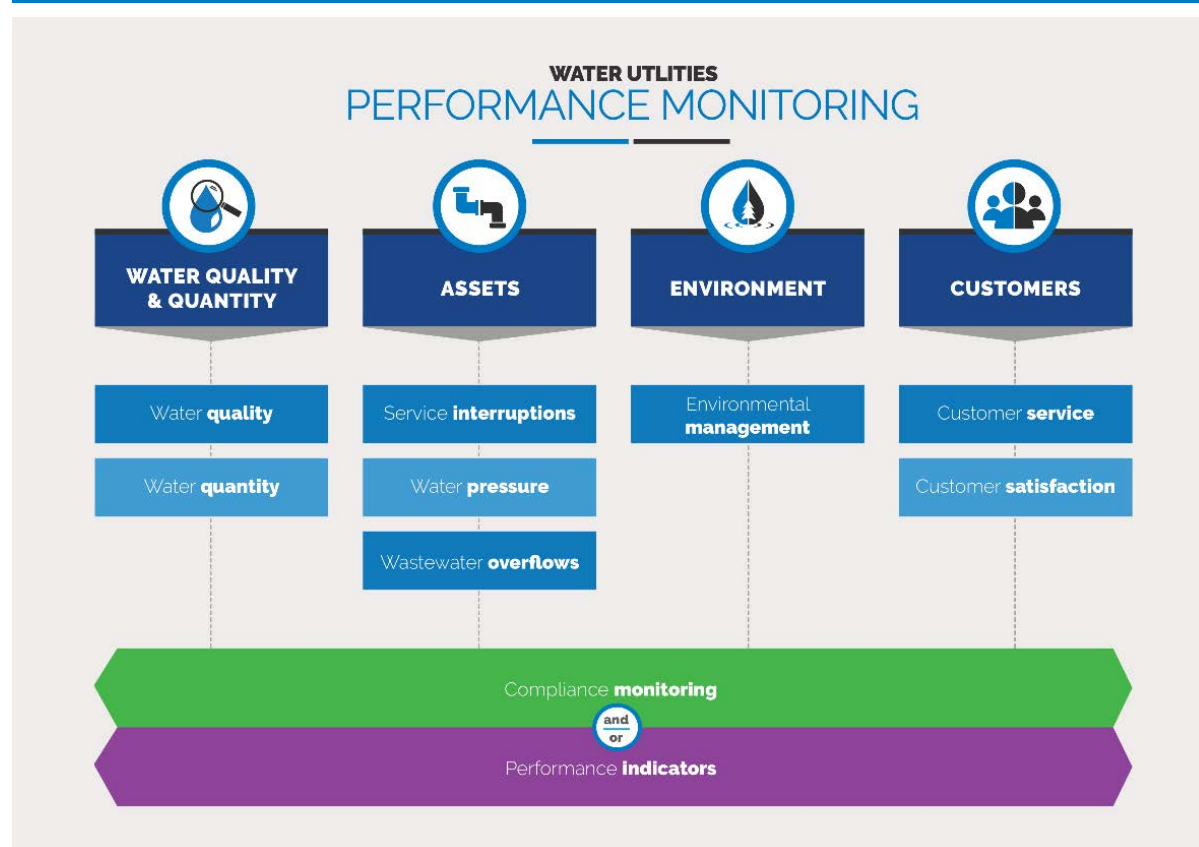 WATER UTLITIES
PERFORMANCE MONITORING
WATER QUALITY
& QUANTITY
ASSETS
ENVIRONMENT
CUSTOMERS
Water quality
Service interruptions
Environmental
management
Customer service
Water quantity
Water pressure
Customer satisfaction
Wastewater overflows
Compliance monitoring
and
or
Performance indicators